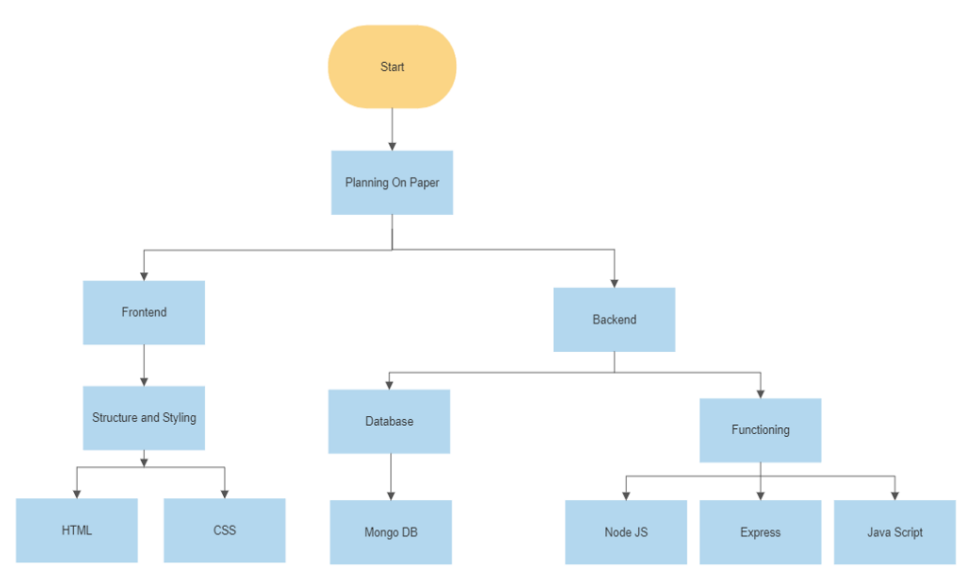 Start
Planning On Paper
Frontend
Backend
Structure and Styling
Database
Functioning
HTML
CSS
Mongo DB
Node JS
Express
Java Script